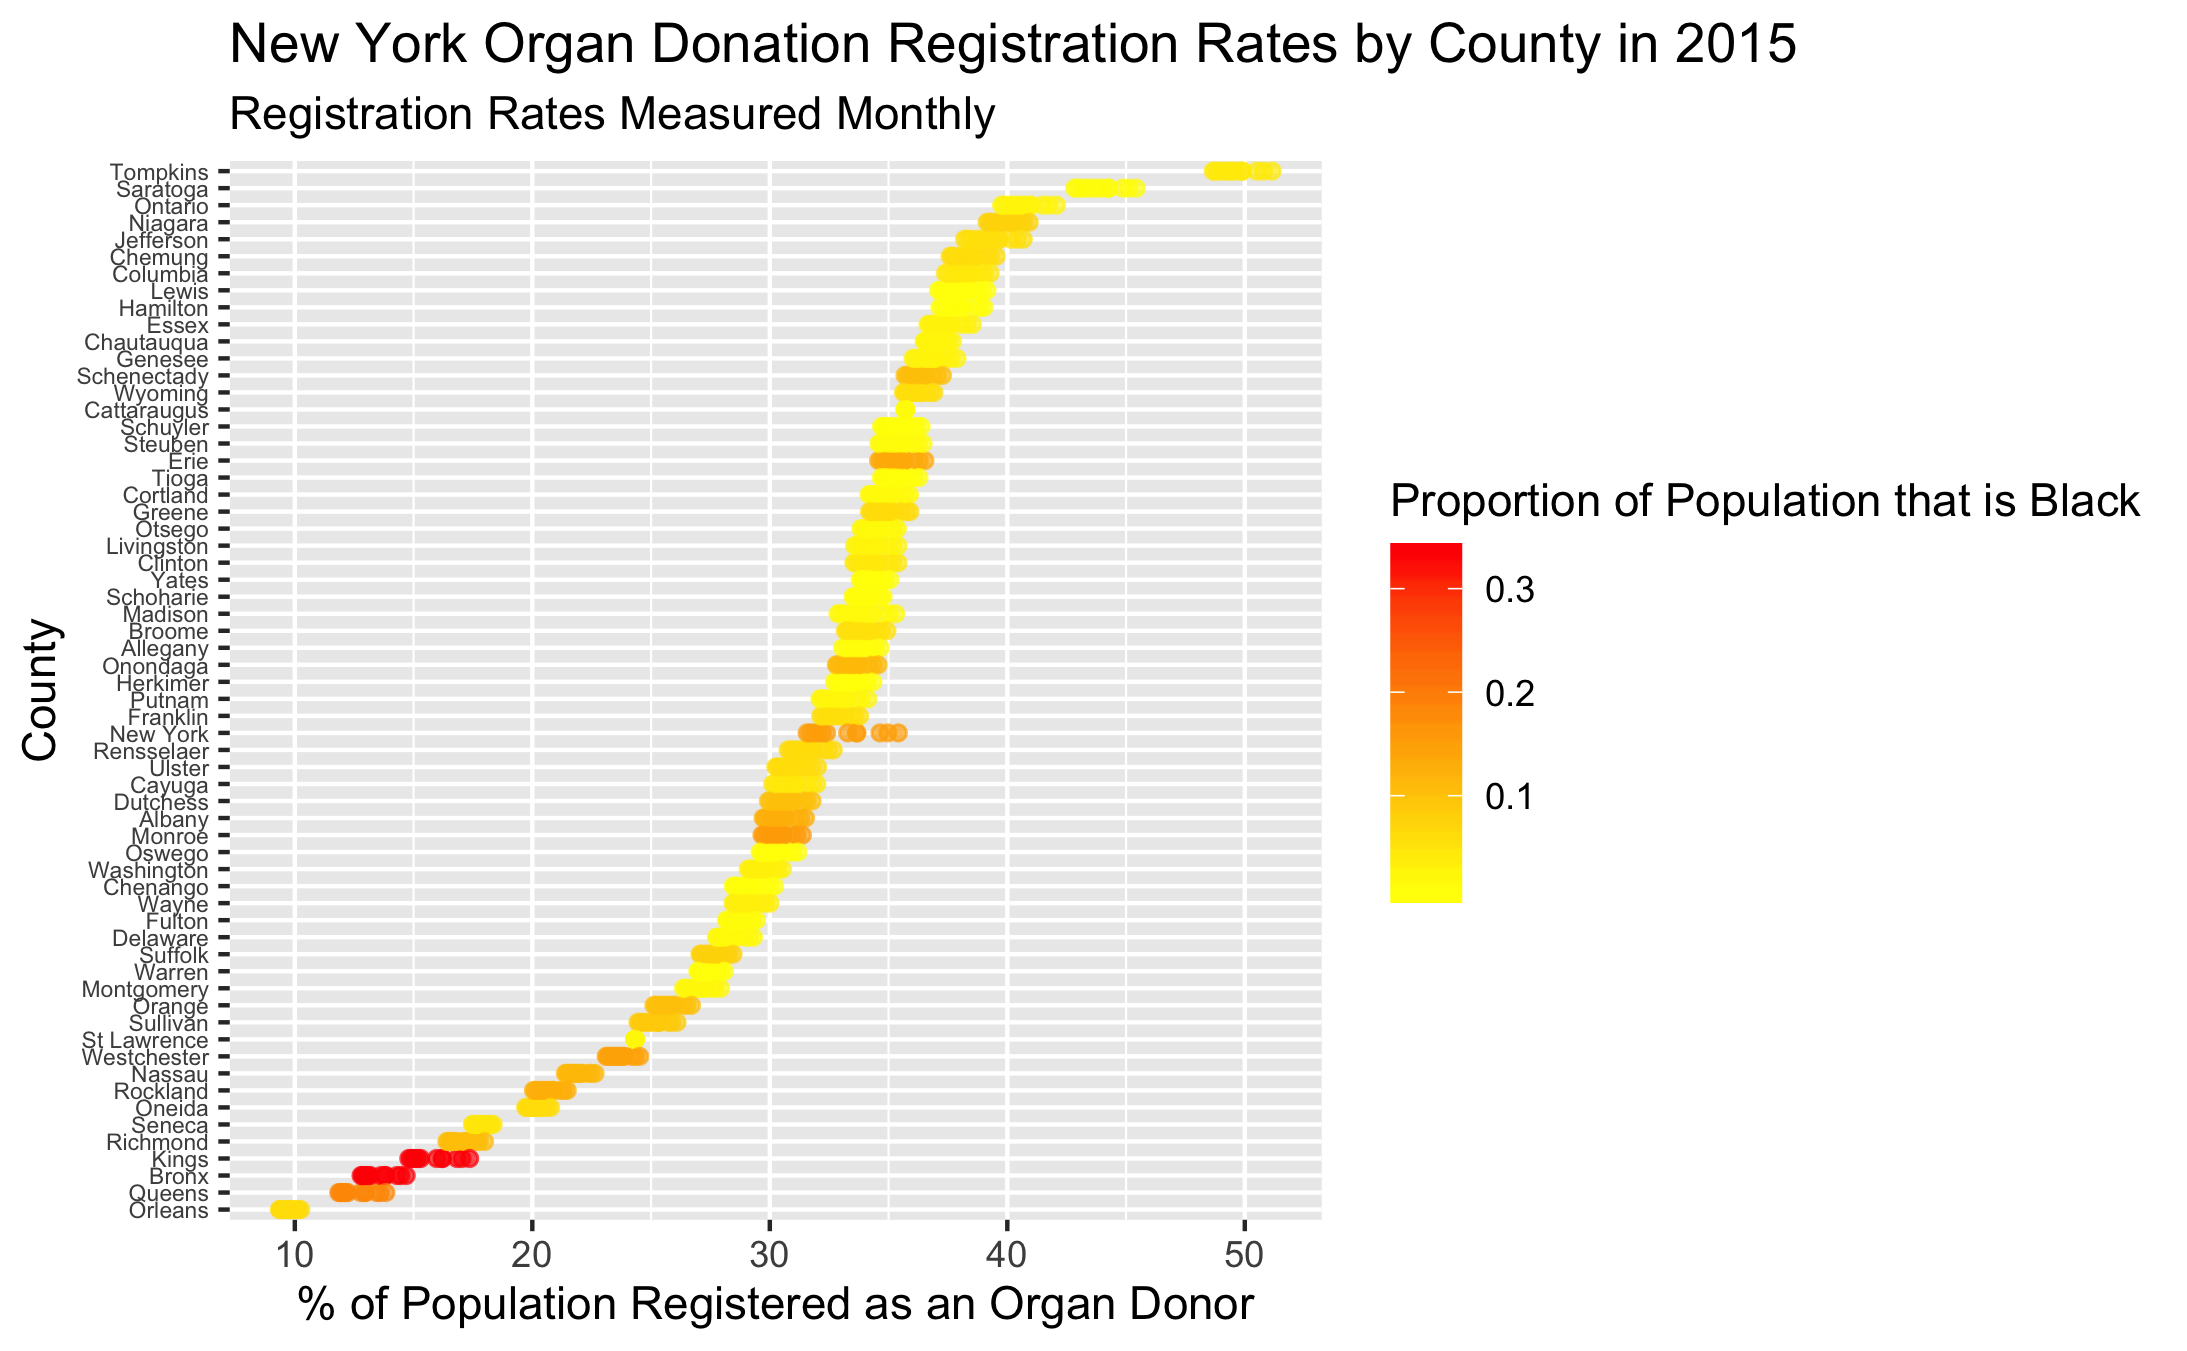 New York Organ Donation Registration Rates by County in 2015
Registration Rates Measured Monthly
County
Tompkins
Saratoga
Ontario
Niagara
Jefferson
Chemung
Columbia
Lewis
Hamilton
Essex
Chautauqua
Genesee
Schenectady
Wyoming
Cattaraugus
Schuyler
Steuben
Erie
Tioga
Cortland
Greene
Otsego
Livingston
Clinton
Yates
Schoharie
Madison
Broome
Allegany
Onondaga
Herkimer
Putnam
Franklin
New York
Rensselaer
Ulster
Cayuga
Dutchess
Albany
Monroe
Oswego
Washington
Chenango
Wayne
Fulton
Delaware
Suffolk
Warren
Montgomery
Orange
Sullivan
St Lawrence
Westchester
Nassau
Rockland
Oneida
Seneca
Richmond
Kings
Bronx
Queens
Orleans
10 20 30 40 50
% of Population Registered as an Organ Donor
Proportion of Population that is Black
0.3
0.2
0.1